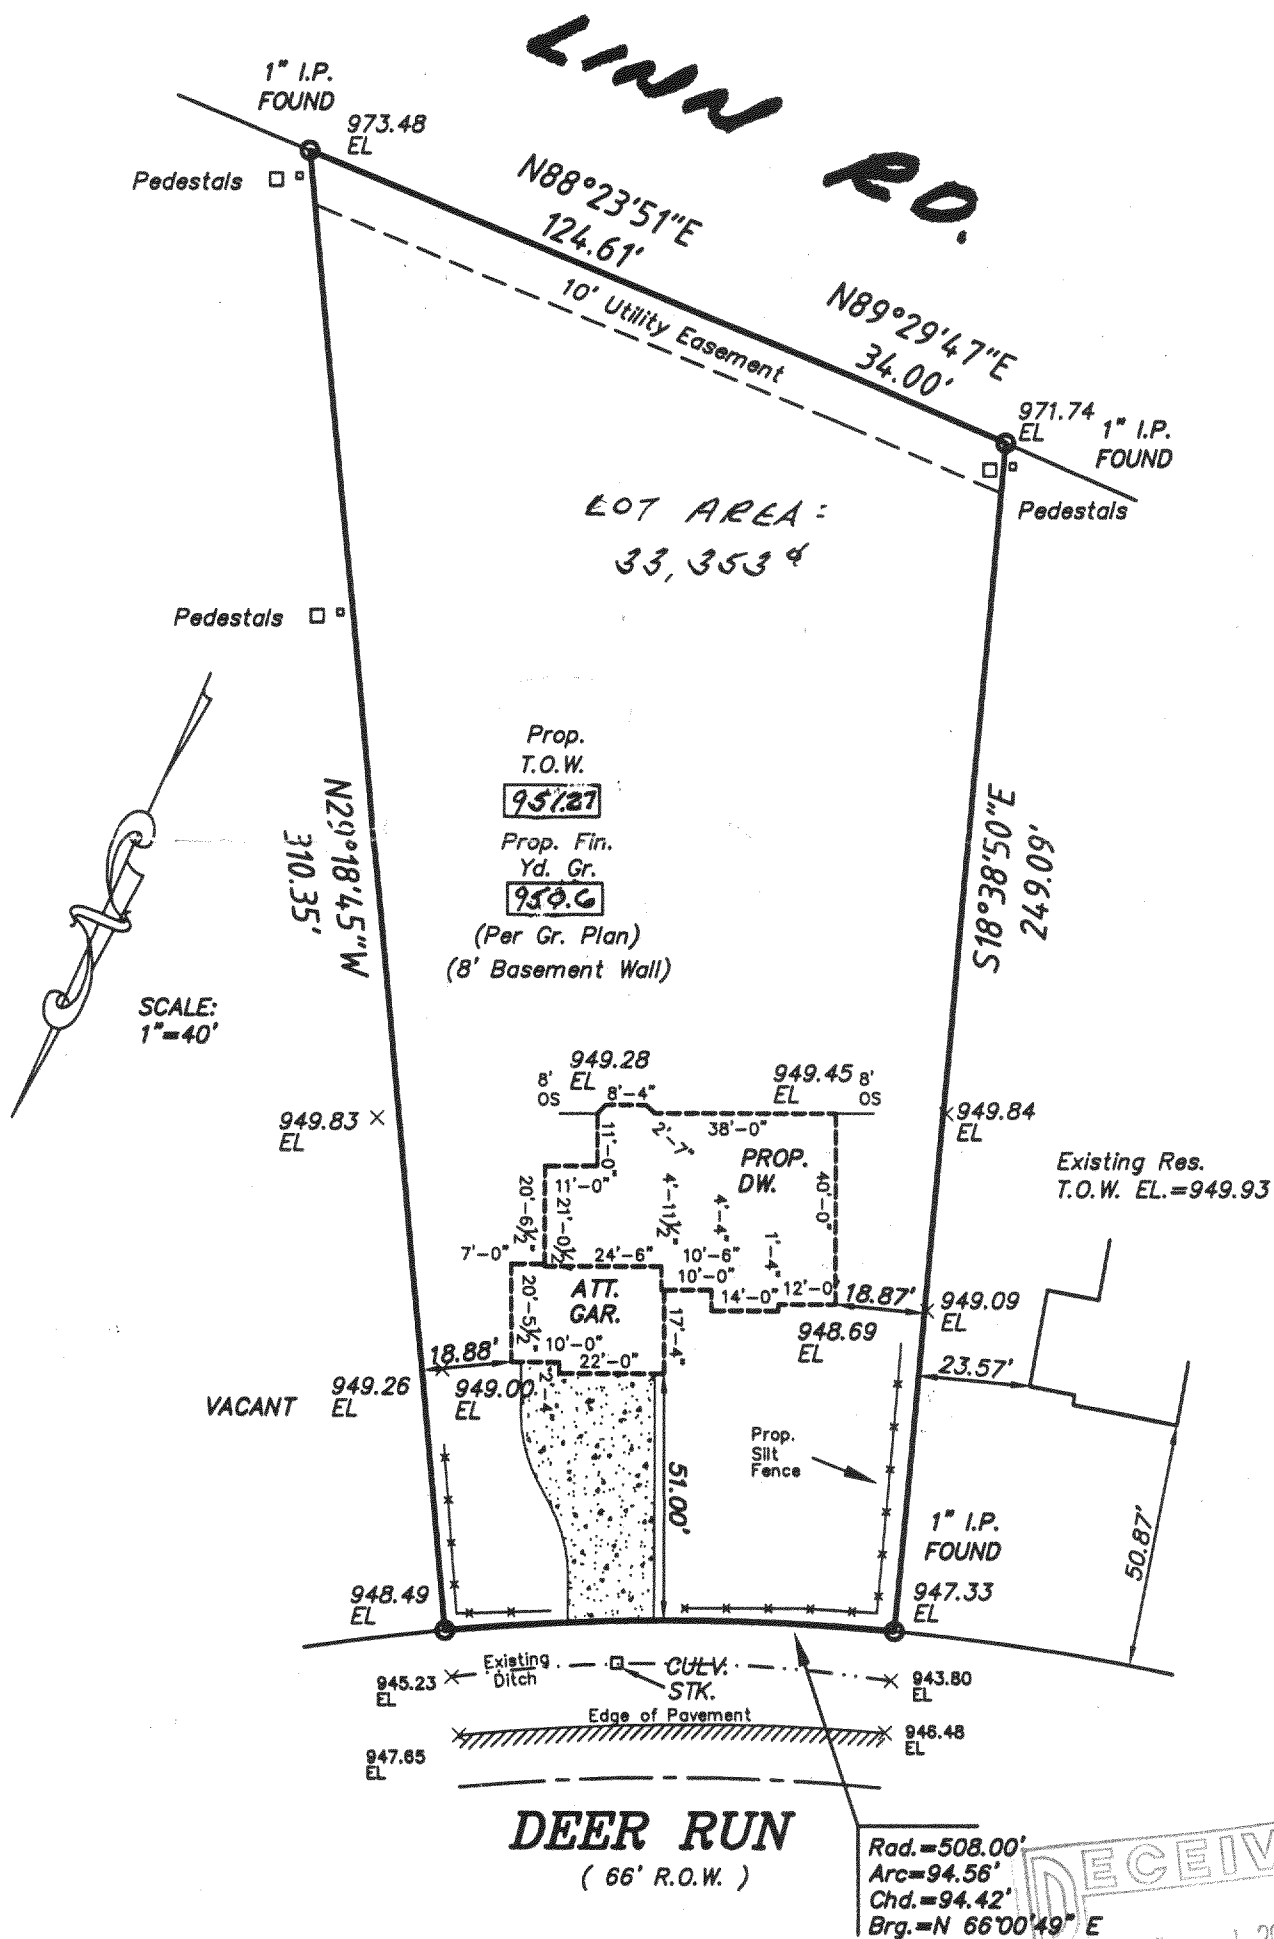 LINN RD.
1" I.P.
FOUND
973.48
EL
Pedestals
N88°23'51"E
124.61'
10' Utility Easement
N89°29'47"E
34.00'
971.74
EL
1" I.P.
FOUND
Pedestals
LOT AREA =
33,353
Pedestals
Prop.
T.O.W.
951.27
Prop. Fin.
Yd. Gr.
950.6
(Per Gr. Plan)
(8' Basement Wall)
N29°18'45"W
310.35'
S18°38'50"E
249.09'
SCALE:
1"=40'
949.28
EL
949.45
EL
8'
OS
8'
OS
8'-4"
949.83
EL
949.84
EL
11'-0"
2'-7"
38'-0"
PROP.
DW.
Existing Res.
T.O.W. EL.=949.93
20'-6½"
11'-0"
21'-0½"
4'-11½"
4'-4"
40'-0"
1'-4"
7'-0"
24'-6"
10'-6"
10'-0"
14'-0"
12'-0"
18.87'
949.09
EL
ATT.
GAR.
20'-5½"
17'-4"
948.69
EL
10'-0"
22'-0"
2'-4"
18.88'
23.57'
VACANT
949.26
EL
949.00
EL
51.00'
Prop.
Silt
Fence
50.87'
1" I.P.
FOUND
948.49
EL
947.33
EL
945.23
EL
Existing
Ditch
CULV.
STK.
943.80
EL
Edge of Pavement
947.65
EL
946.48
EL
DEER RUN
( 66' R.O.W. )
Rad.=508.00'
Arc=94.56'
Chd.=94.42'
Brg.=N 66°00'49" E